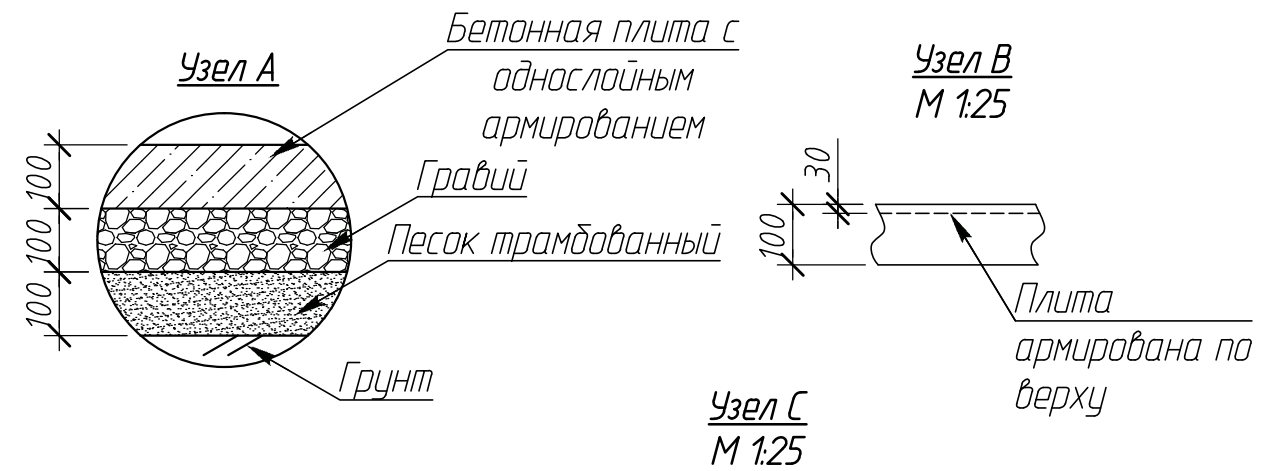 Узел А
Бетонная плита с
однослойным
армированием
Гравий
Песок трамбованный
Грунт
100
100
100
Узел В
М 1:25
30
100
Плита
армирована по
верху
Узел С
М 1:25